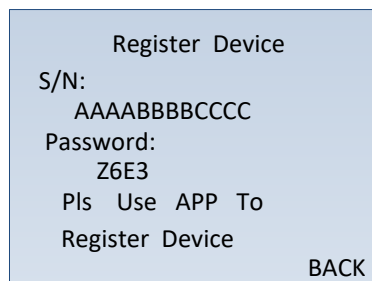 Register Device
S/N:
AAAABBBBCCCC
Password:
Z6E3
Pls Use APP To
Register Device
BACK